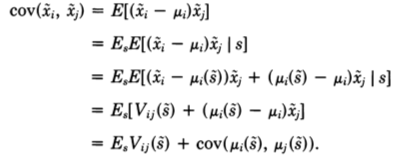 cov(x̃ᵢ, x̃ⱼ) = E[(x̃ᵢ − μᵢ)x̃ⱼ]
= EₛE[(x̃ᵢ − μᵢ)x̃ⱼ | s]
= EₛE[(x̃ᵢ − μᵢ(s̃))x̃ⱼ + (μᵢ(s̃) − μᵢ)x̃ⱼ | s]
= Eₛ[Vᵢⱼ(s̃) + (μᵢ(s̃) − μᵢ)x̃ⱼ]
= EₛVᵢⱼ(s̃) + cov(μᵢ(s̃), μⱼ(s̃)).